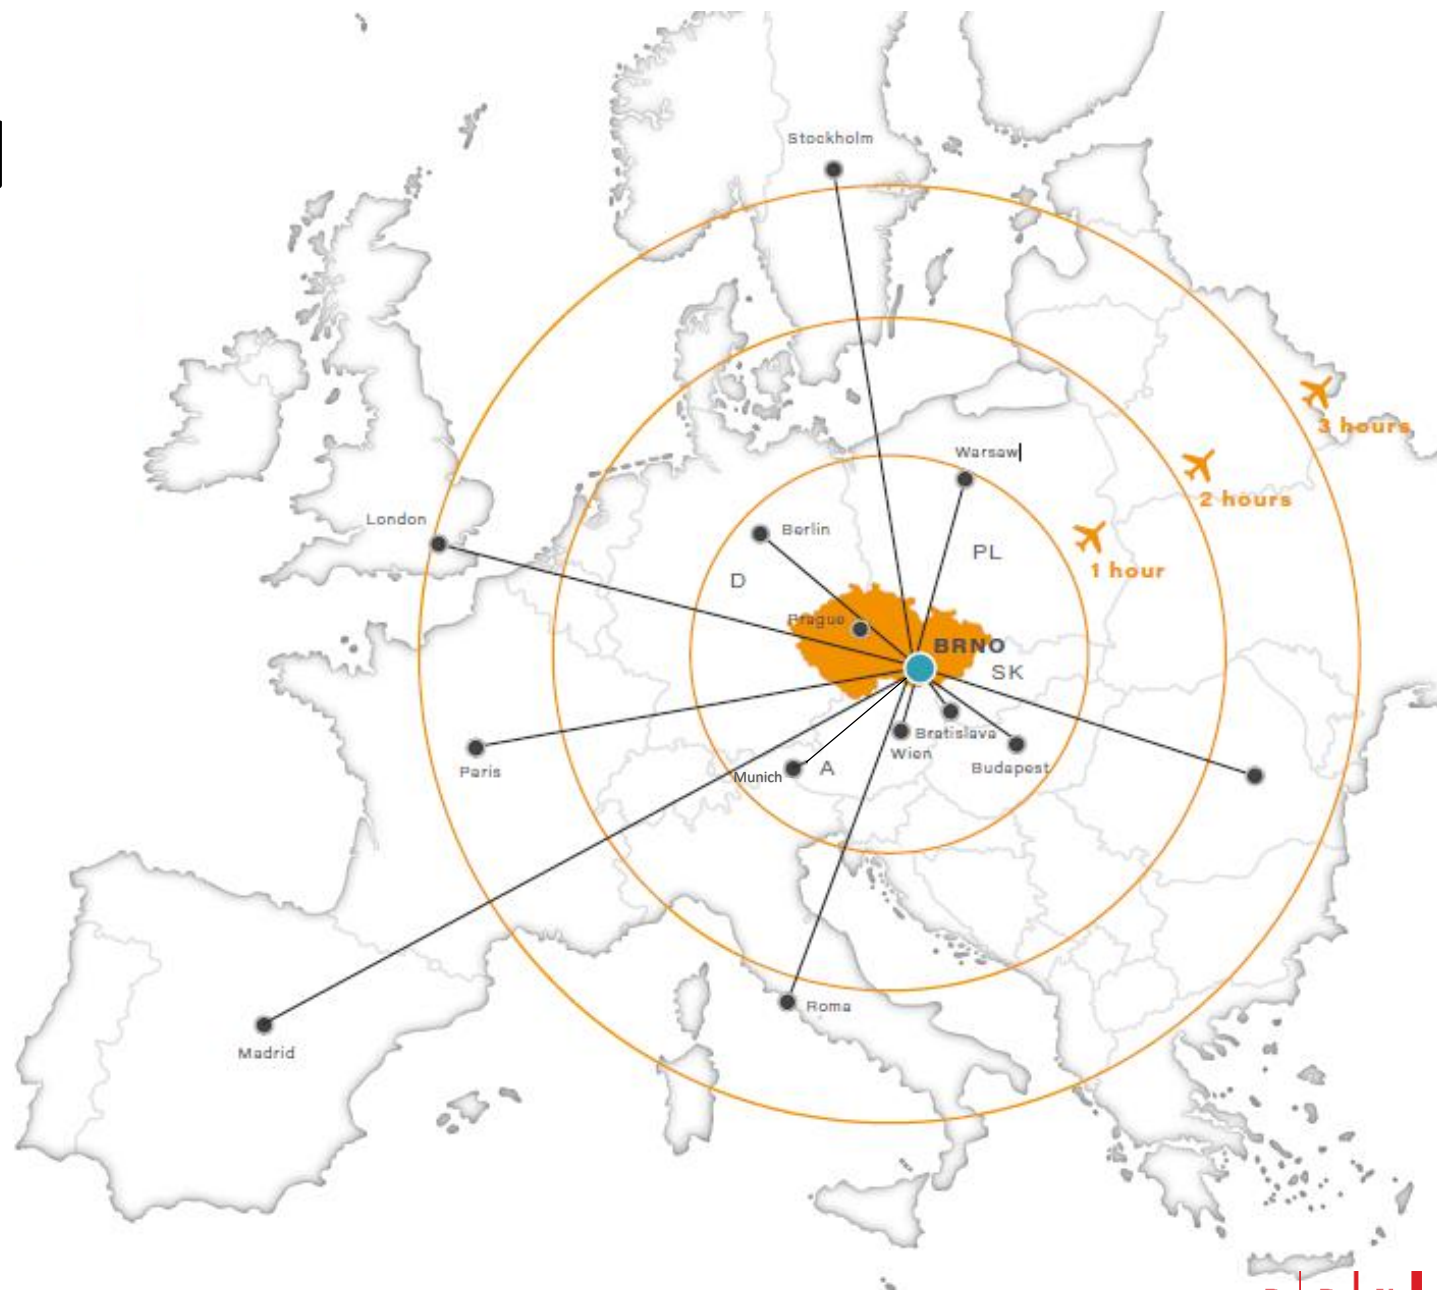 Stockholm
3 hours
Warsaw
2 hours
London
Berlin
PL
1 hour
D
Prague
BRNO
SK
Bratislava
Wien
Paris
Munich
A
Budapest
Roma
Madrid